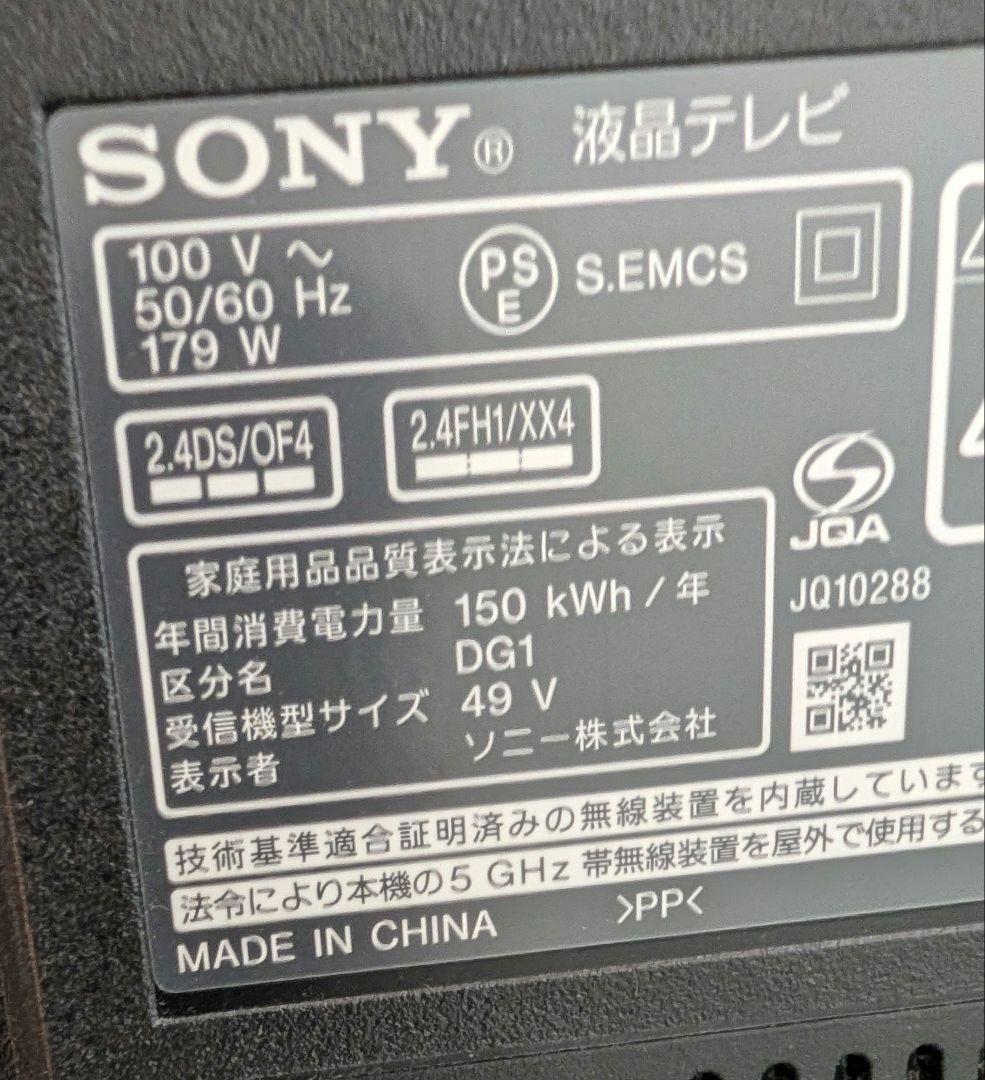 SONY® 液晶テレビ
100 V ～
50/60 Hz
179 W
PSE
S.EMCS
2.4DS/OF4
2.4FH1/XX4
JQA
JQ10288
家庭用品品質表示法による表示
年間消費電力量 150 kWh / 年
区分名 DG1
受信機型サイズ 49 V
表示者 ソニー株式会社
技術基準適合証明済みの無線装置を内蔵しています
法令により本機の5 GHz 帯無線装置を屋外で使用する
MADE IN CHINA >PP<